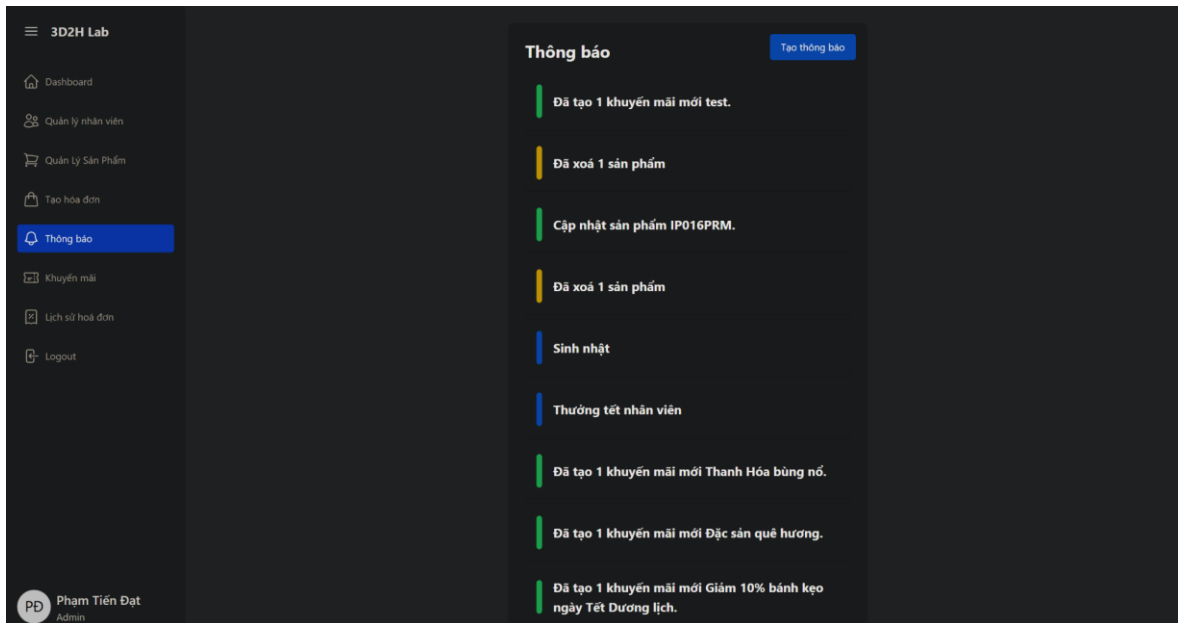 3D2H Lab
Dashboard
Quản lý nhân viên
Quản Lý Sản Phẩm
Tạo hóa đơn
Thông báo
Khuyến mãi
Lịch sử hoá đơn
Logout
PĐ
Phạm Tiến Đạt
Admin
Thông báo
Tạo thông báo
Đã tạo 1 khuyến mãi mới test.
Đã xoá 1 sản phẩm
Cập nhật sản phẩm IP016PRM.
Đã xoá 1 sản phẩm
Sinh nhật
Thưởng tết nhân viên
Đã tạo 1 khuyến mãi mới Thanh Hóa bùng nổ.
Đã tạo 1 khuyến mãi mới Đặc sản quê hương.
Đã tạo 1 khuyến mãi mới Giảm 10% bánh kẹo
ngày Tết Dương lịch.